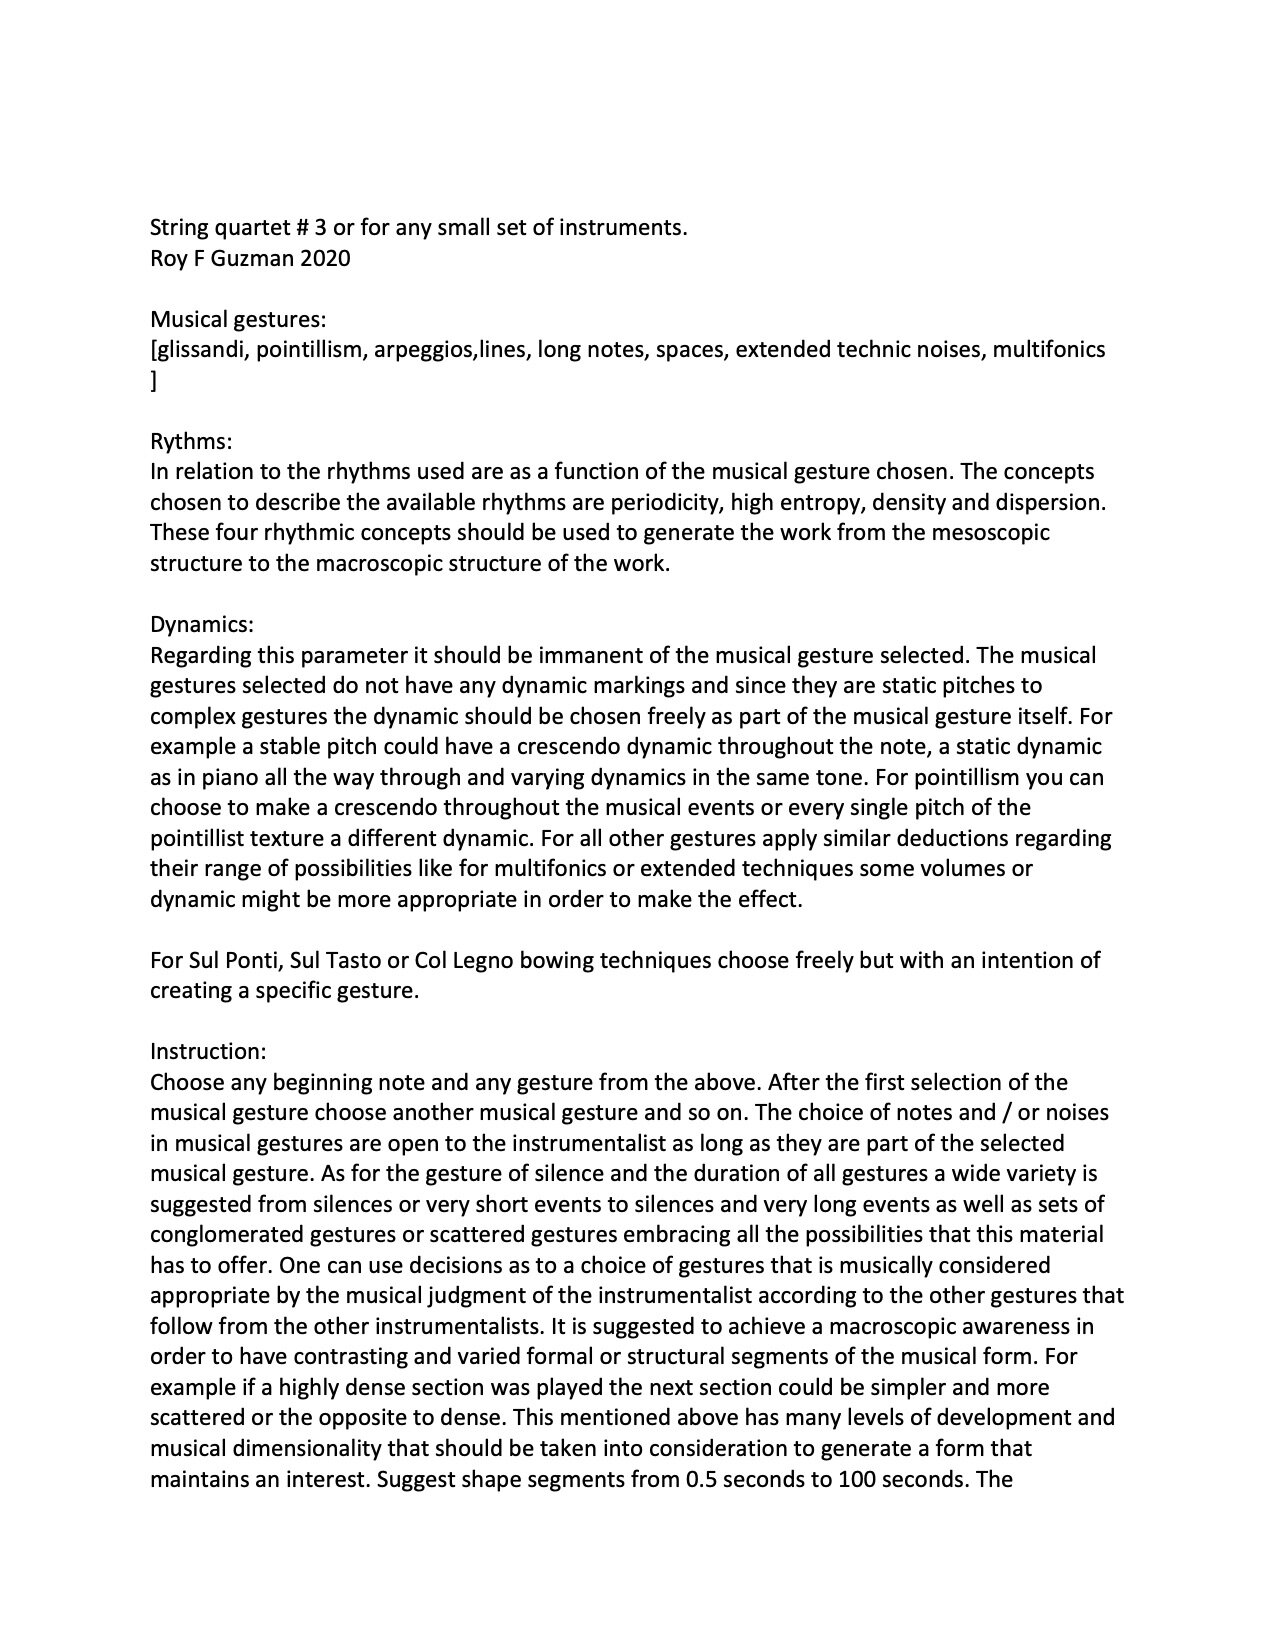 String quartet # 3 or for any small set of instruments.
Roy F Guzman 2020
Musical gestures:
[glissandi, pointillism, arpeggios,lines, long notes, spaces, extended technic noises, multifonics
]
Rythms:
In relation to the rhythms used are as a function of the musical gesture chosen. The concepts
chosen to describe the available rhythms are periodicity, high entropy, density and dispersion.
These four rhythmic concepts should be used to generate the work from the mesoscopic
structure to the macroscopic structure of the work.
Dynamics:
Regarding this parameter it should be immanent of the musical gesture selected. The musical
gestures selected do not have any dynamic markings and since they are static pitches to
complex gestures the dynamic should be chosen freely as part of the musical gesture itself. For
example a stable pitch could have a crescendo dynamic throughout the note, a static dynamic
as in piano all the way through and varying dynamics in the same tone. For pointillism you can
choose to make a crescendo throughout the musical events or every single pitch of the
pointillist texture a different dynamic. For all other gestures apply similar deductions regarding
their range of possibilities like for multifonics or extended techniques some volumes or
dynamic might be more appropriate in order to make the effect.
For Sul Ponti, Sul Tasto or Col Legno bowing techniques choose freely but with an intention of
creating a specific gesture.
Instruction:
Choose any beginning note and any gesture from the above. After the first selection of the
musical gesture choose another musical gesture and so on. The choice of notes and / or noises
in musical gestures are open to the instrumentalist as long as they are part of the selected
musical gesture. As for the gesture of silence and the duration of all gestures a wide variety is
suggested from silences or very short events to silences and very long events as well as sets of
conglomerated gestures or scattered gestures embracing all the possibilities that this material
has to offer. One can use decisions as to a choice of gestures that is musically considered
appropriate by the musical judgment of the instrumentalist according to the other gestures that
follow from the other instrumentalists. It is suggested to achieve a macroscopic awareness in
order to have contrasting and varied formal or structural segments of the musical form. For
example if a highly dense section was played the next section could be simpler and more
scattered or the opposite to dense. This mentioned above has many levels of development and
musical dimensionality that should be taken into consideration to generate a form that
maintains an interest. Suggest shape segments from 0.5 seconds to 100 seconds. The